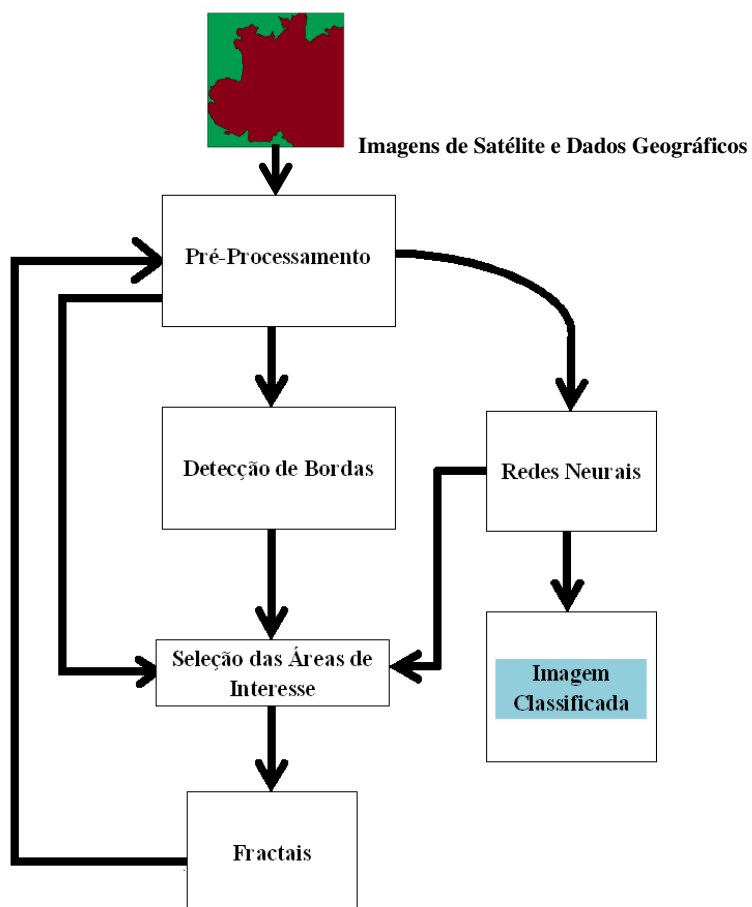 Imagens de Satélite e Dados Geográficos
Pré-Processamento
Detecção de Bordas
Redes Neurais
Seleção das Áreas de
Interesse
Imagem
Classificada
Fractais